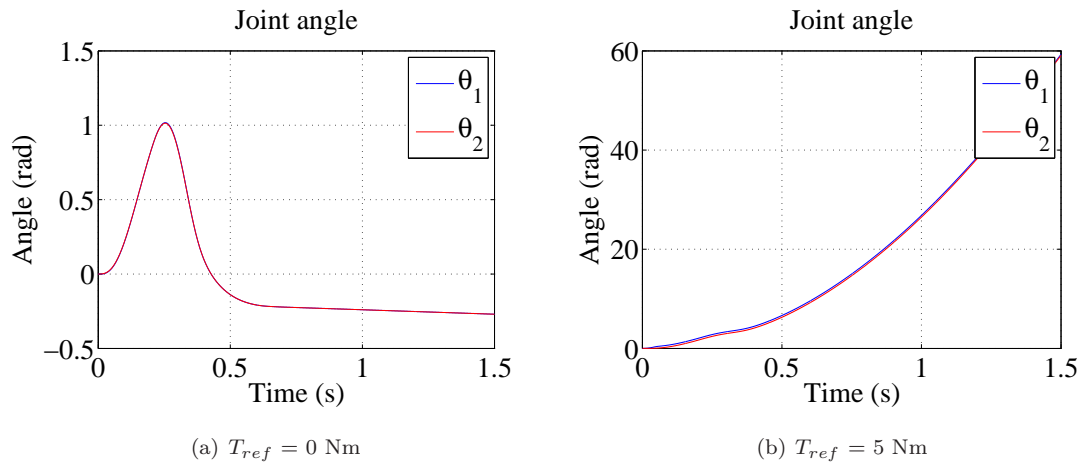 Joint angle
1.5
1
0.5
0
−0.5
0
0.5
1
1.5
Angle (rad)
Time (s)
θ1
θ2
(a) Tref = 0 Nm
Joint angle
60
40
20
0
0
0.5
1
1.5
Angle (rad)
Time (s)
θ1
θ2
(b) Tref = 5 Nm